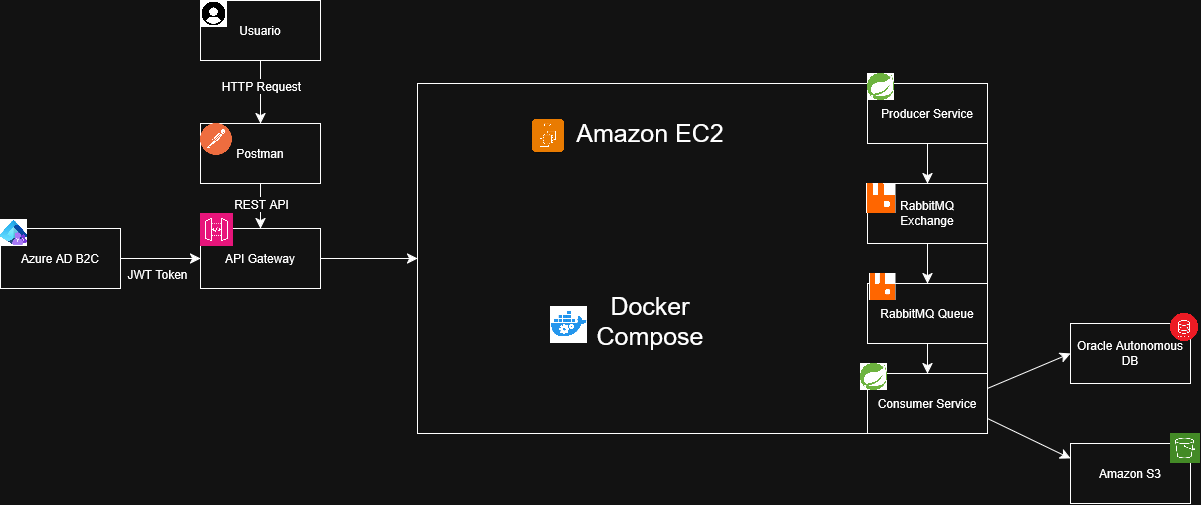 Usuario
HTTP Request
Postman
REST API
Azure AD B2C
JWT Token
API Gateway
Amazon EC2
Docker
Compose
Producer Service
RabbitMQ
Exchange
RabbitMQ Queue
Consumer Service
Oracle Autonomous
DB
Amazon S3